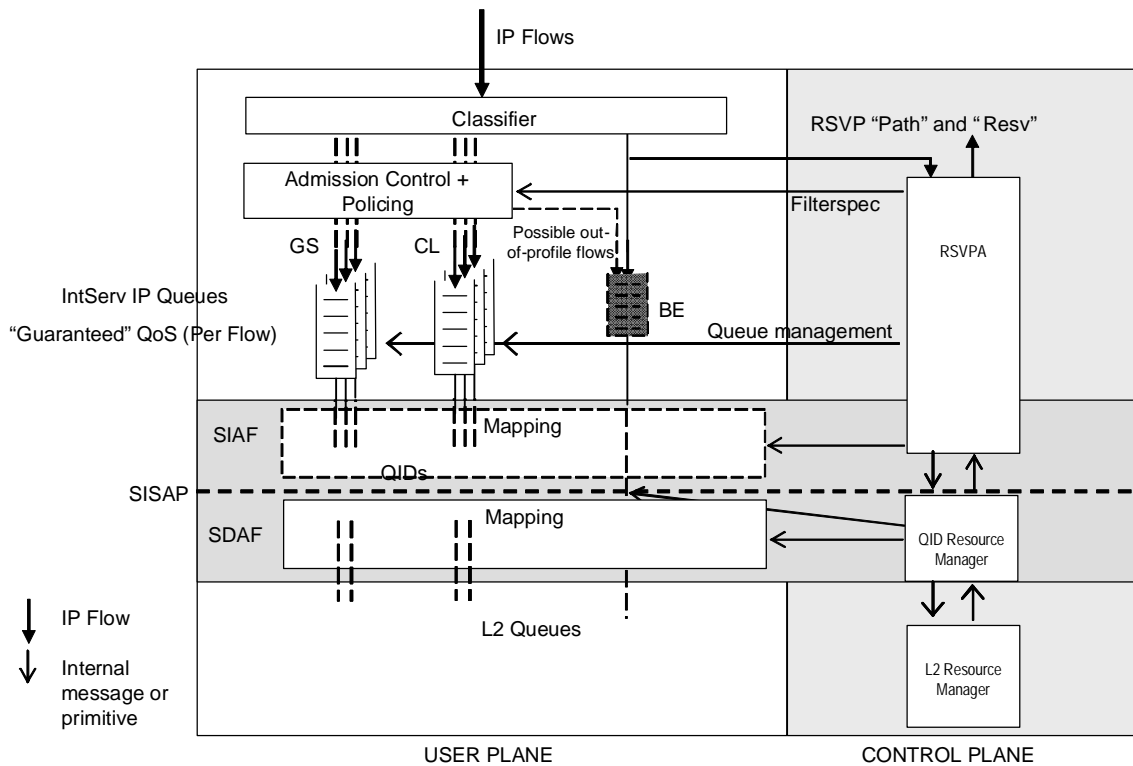 IP Flows
Classifier
RSVP “Path” and “Resv”
Admission Control +
Policing
Filterspec
GS
CL
Possible out-
of-profile flows
RSVPA
IntServ IP Queues
BE
“Guaranteed” QoS (Per Flow)
Queue management
SIAF
Mapping
QIDs
SISAP
SDAF
Mapping
QID Resource
Manager
IP Flow
L2 Queues
Internal
message or
primitive
L2 Resource
Manager
USER PLANE
CONTROL PLANE